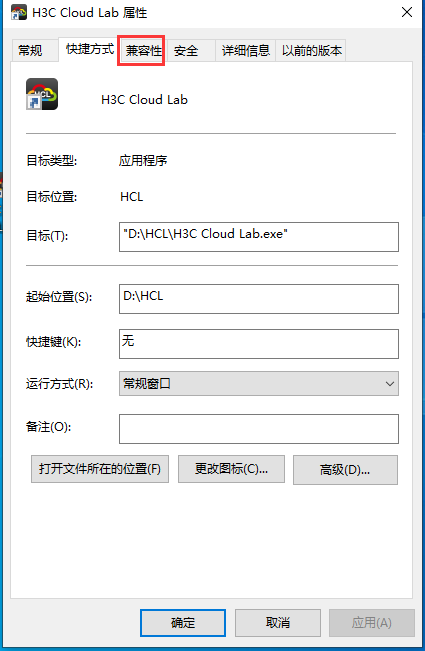 H3C Cloud Lab 属性
常规 快捷方式 兼容性 安全 详细信息 以前的版本
HCL
H3C Cloud Lab
目标类型: 应用程序
目标位置: HCL
目标(T): "D:\HCL\H3C Cloud Lab.exe"
起始位置(S): D:\HCL
快捷键(K): 无
运行方式(R): 常规窗口
备注(O):
打开文件所在的位置(F) 更改图标(C)... 高级(D)...
确定 取消 应用(A)